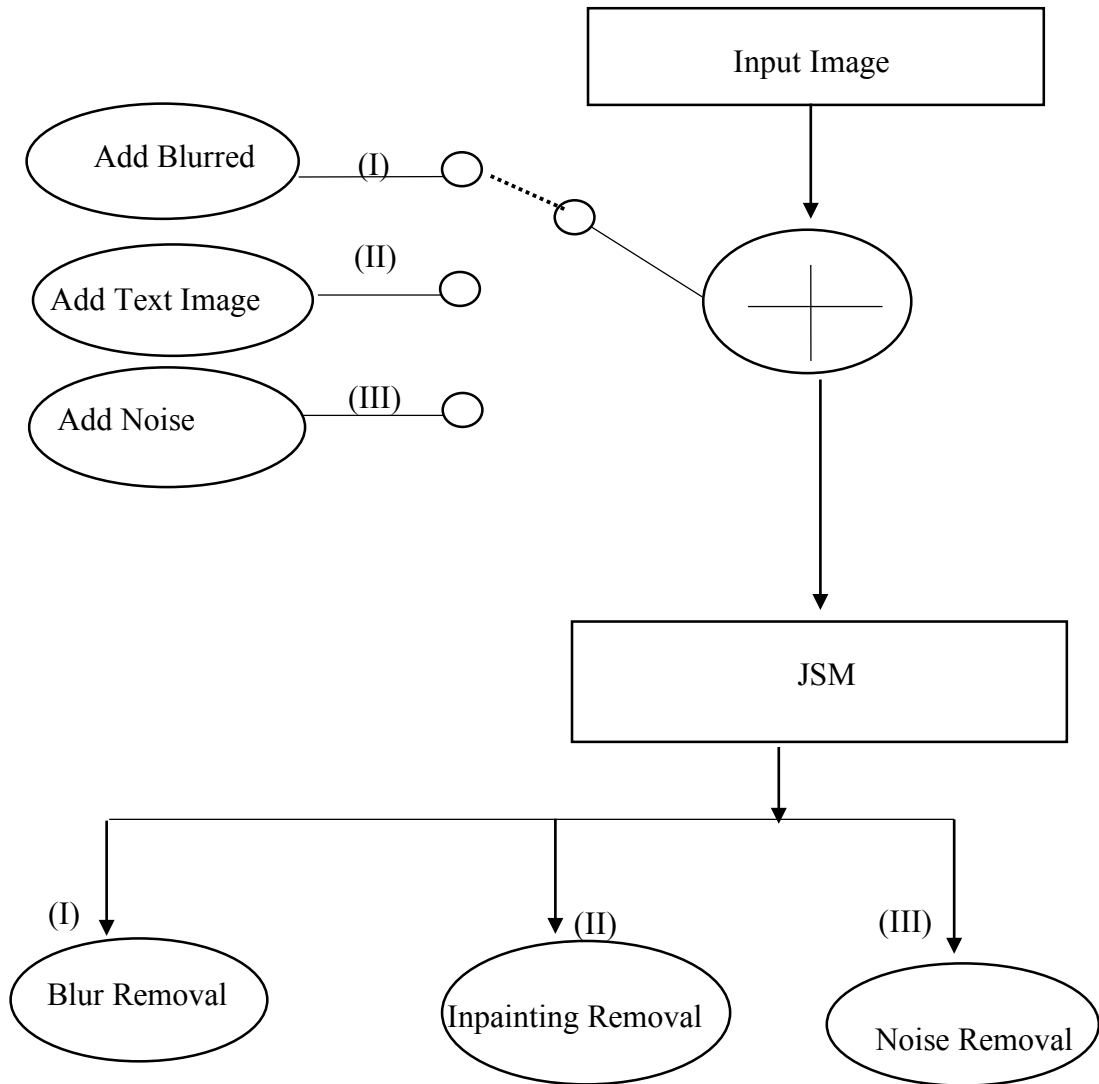 Input Image
Add Blurred
(I)
(II)
Add Text Image
(III)
Add Noise
JSM
(I)
(II)
(III)
Blur Removal
Inpainting Removal
Noise Removal